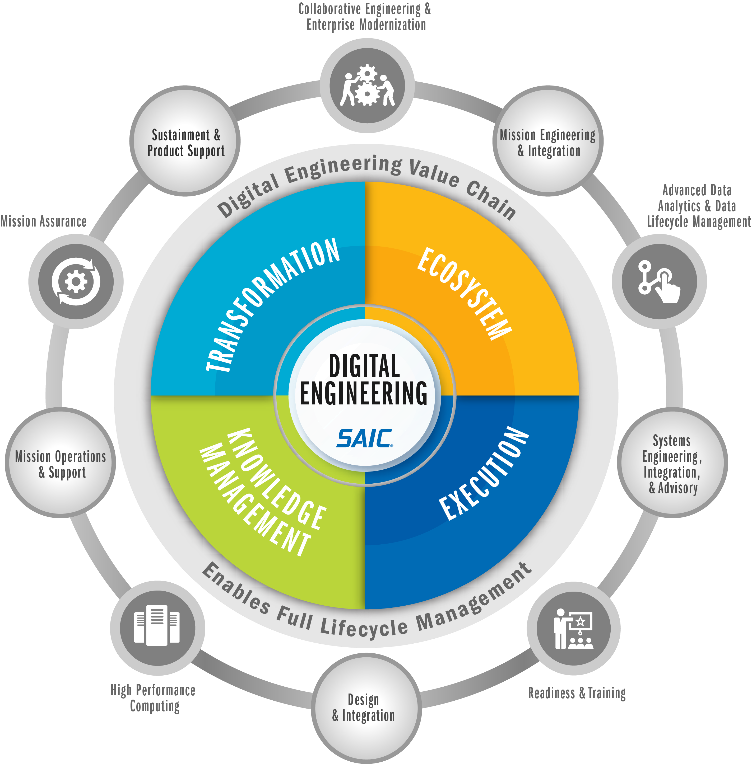 Collaborative Engineering &
Enterprise Modernization
Sustainment &
Product Support
Mission Engineering
& Integration
Digital Engineering Value Chain
Advanced Data
Analytics & Data
Lifecycle Management
Mission Assurance
TRANSFORMATION
ECOSYSTEM
DIGITAL
ENGINEERING
SAIC®
KNOWLEDGE
MANAGEMENT
EXECUTION
Mission Operations
& Support
Systems
Engineering,
Integration,
& Advisory
Enables Full Lifecycle Management
High Performance
Computing
Design
& Integration
Readiness & Training